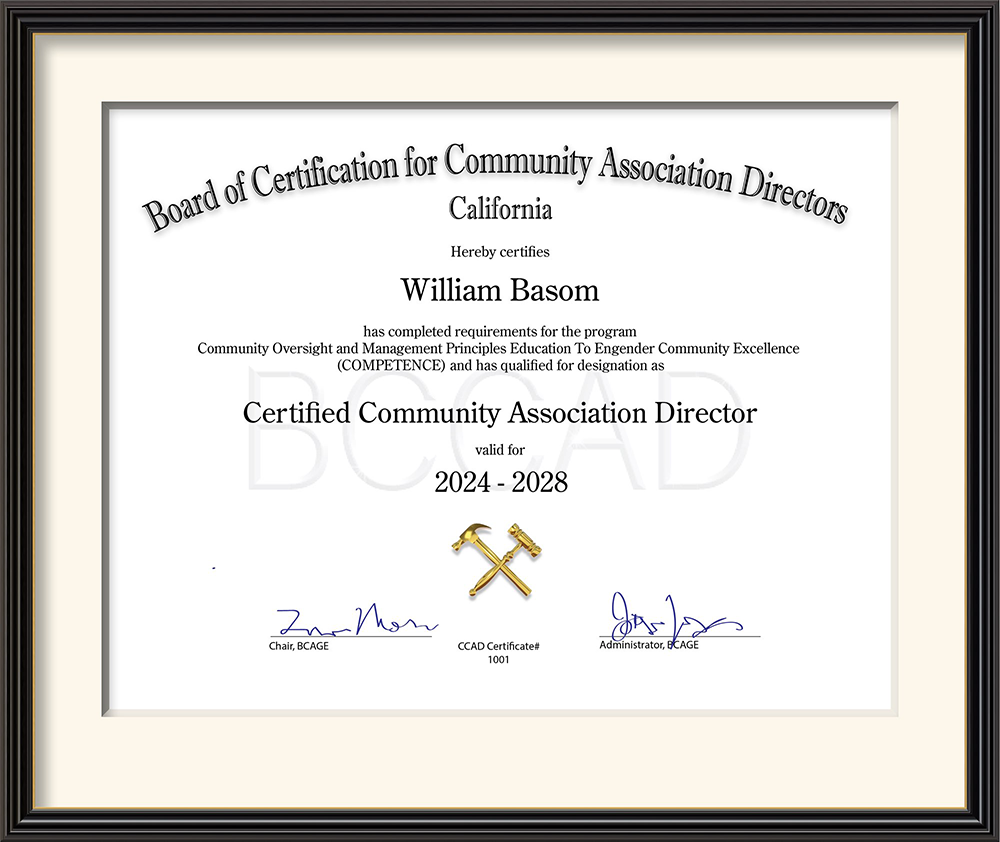 Board of Certification for Community Association Directors
California
Hereby certifies
William Basom
has completed requirements for the program
Community Oversight and Management Principles Education To Engender Community Excellence
(COMPETENCE) and has qualified for designation as
BCCAD
Certified Community Association Director
valid for
2024 - 2028
Chair, BCAGE
CCAD Certificate#
1001
Administrator, BCAGE